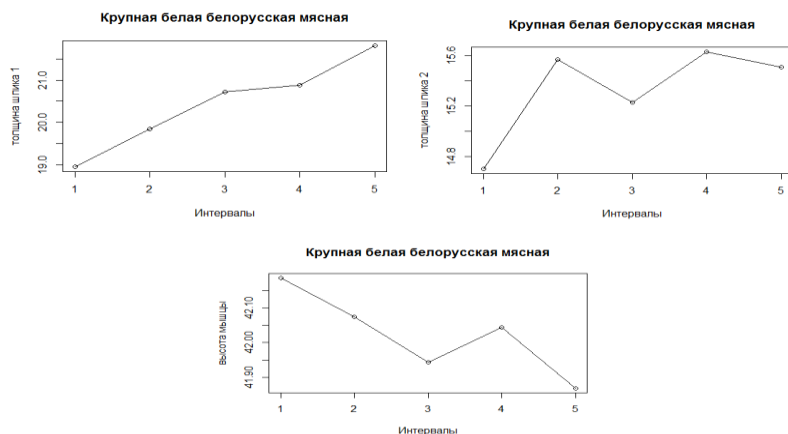 Крупная белая белорусская мясная
толщина шпика 1
21.0
20.0
19.0
1 2 3 4 5
Интервалы
Крупная белая белорусская мясная
толщина шпика 2
15.6
15.2
14.8
1 2 3 4 5
Интервалы
Крупная белая белорусская мясная
высота мышцы
42.10
42.00
41.90
1 2 3 4 5
Интервалы